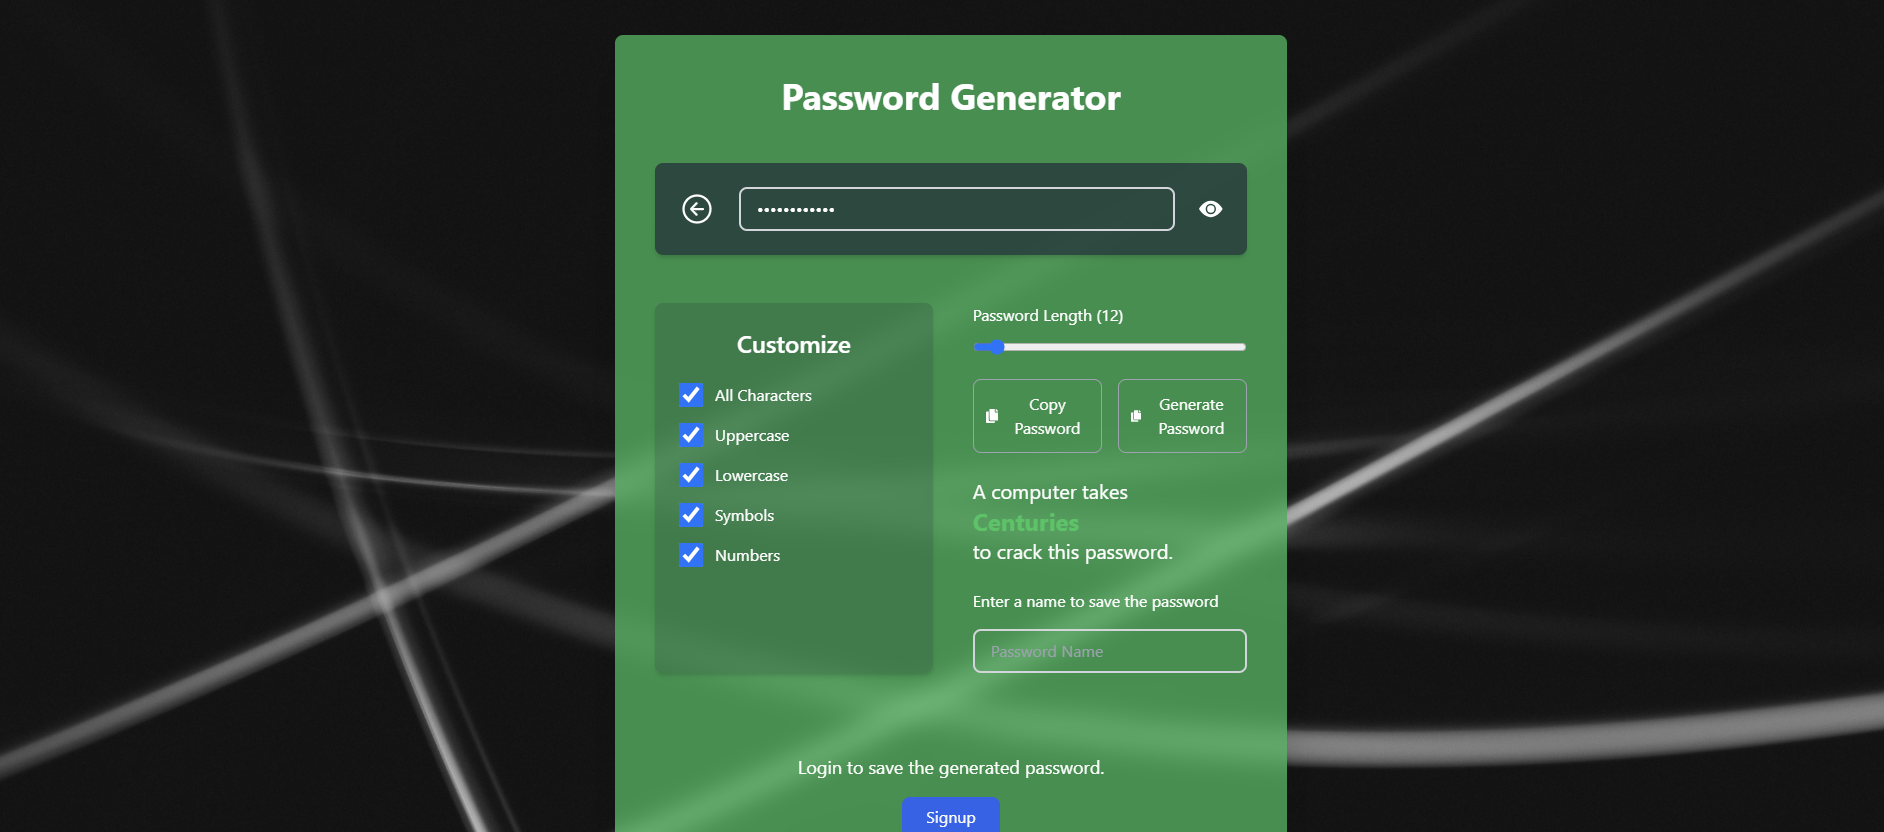 Password Generator
••••••••••••
Customize
All Characters
Uppercase
Lowercase
Symbols
Numbers
Password Length (12)
Copy
Password
Generate
Password
A computer takes
Centuries
to crack this password.
Enter a name to save the password
Password Name
Login to save the generated password.
Signup